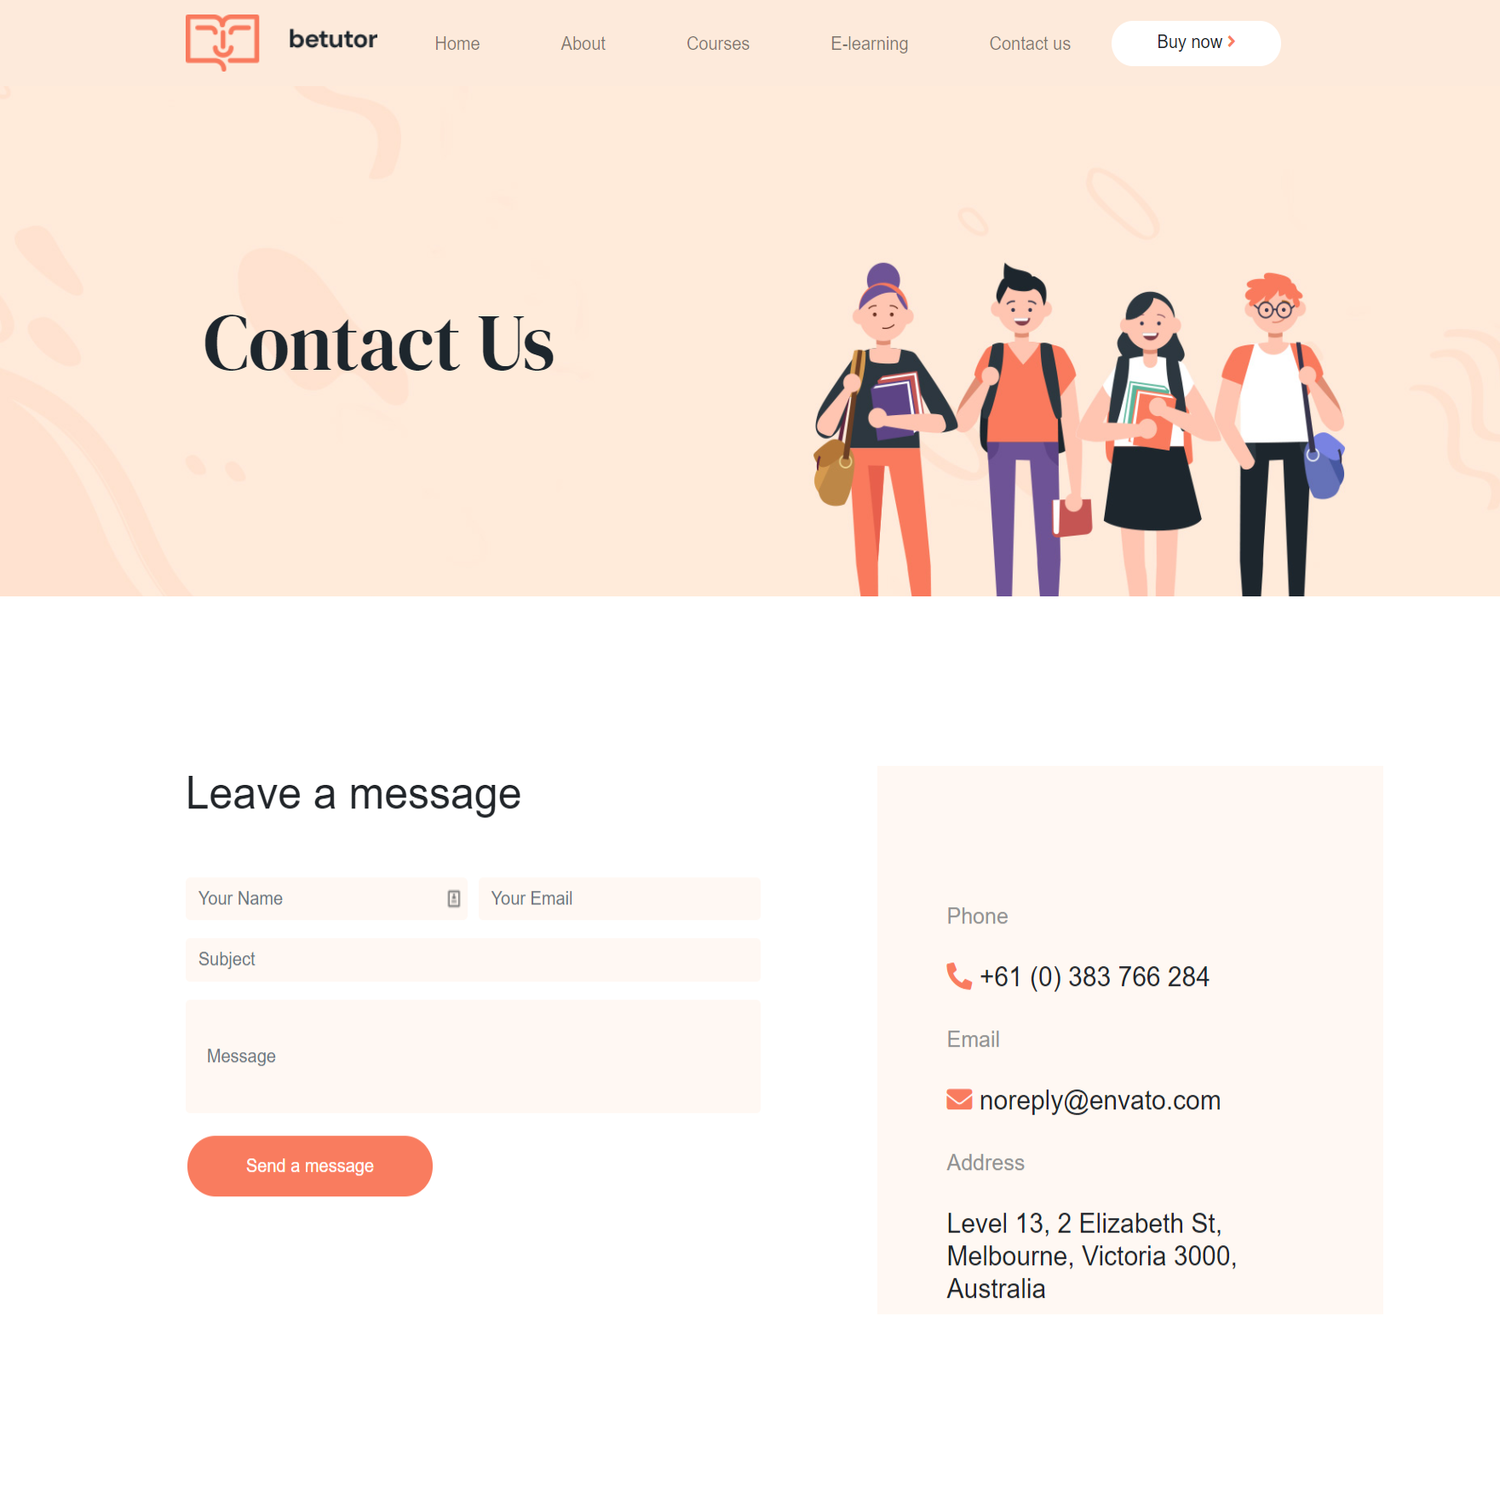 betutor
Home
About
Courses
E-learning
Contact us
Buy now
Contact Us
Leave a message
Your Name
Your Email
Subject
Message
Send a message
Phone
+61 (0) 383 766 284
Email
noreply@envato.com
Address
Level 13, 2 Elizabeth St,
Melbourne, Victoria 3000,
Australia